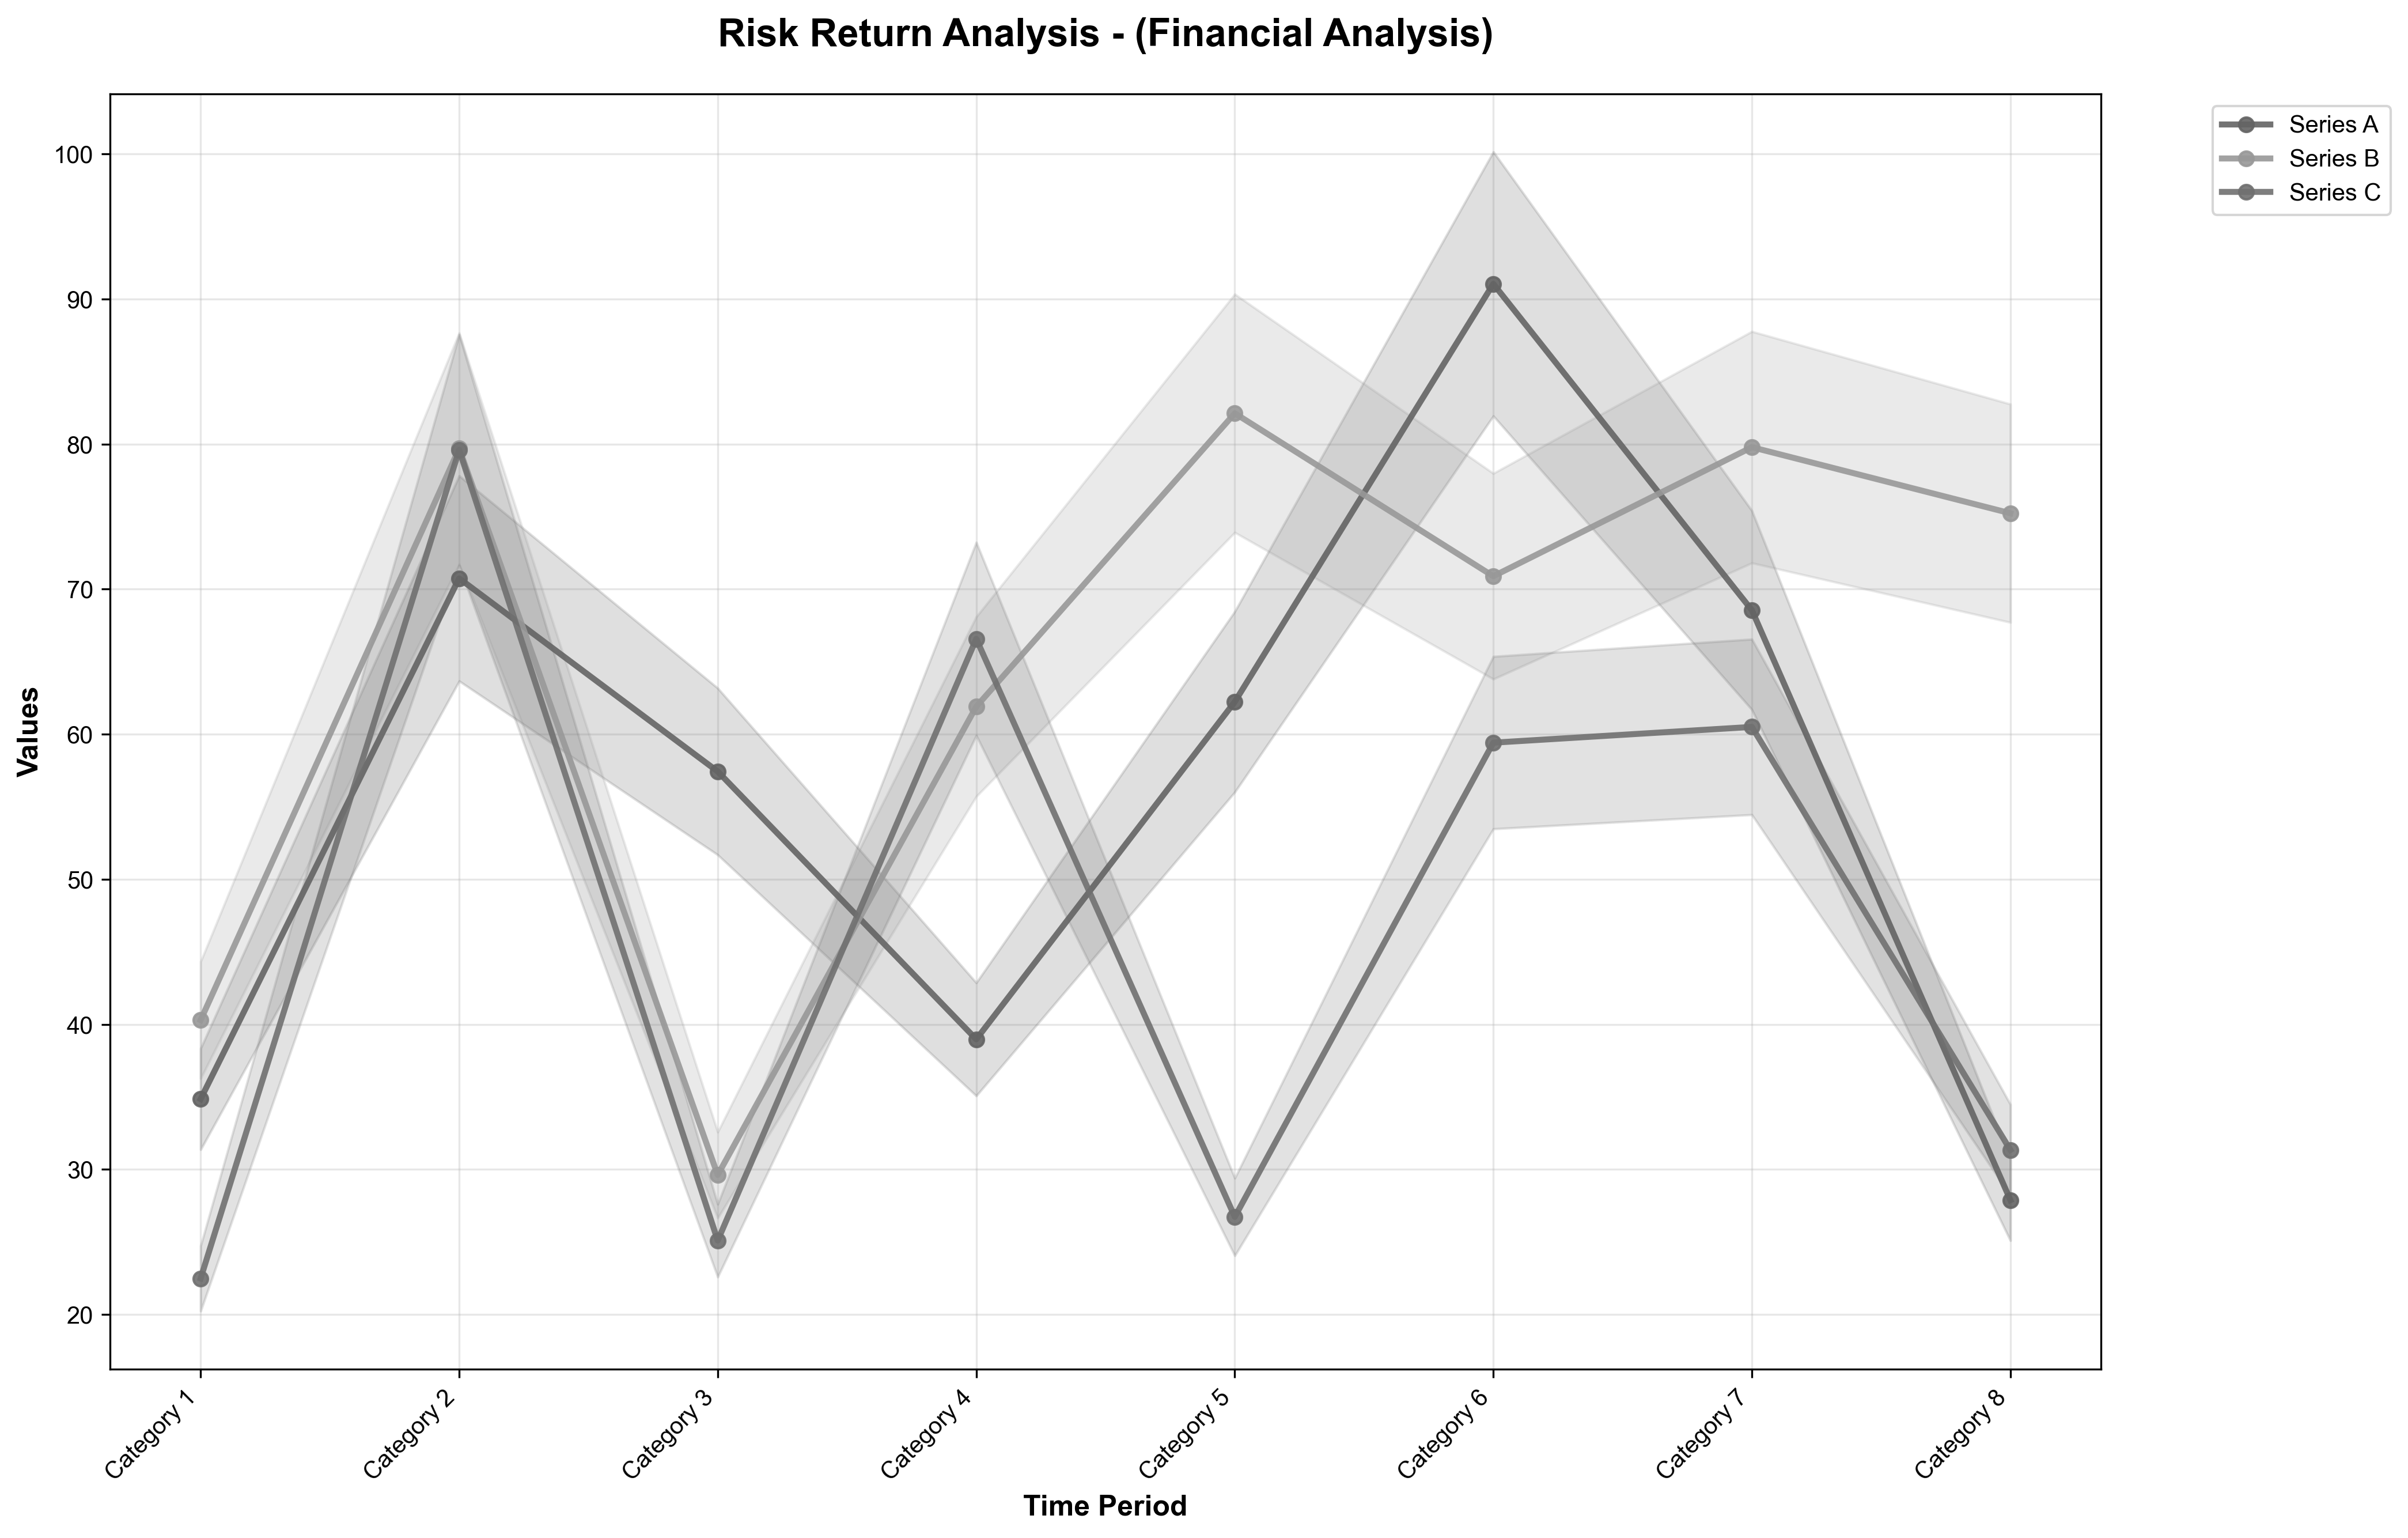 Risk Return Analysis - (Financial Analysis)
Series A
Series B
Series C
100
90
80
70
60
50
40
30
20
Values
Category 1
Category 2
Category 3
Category 4
Category 5
Category 6
Category 7
Category 8
Time Period